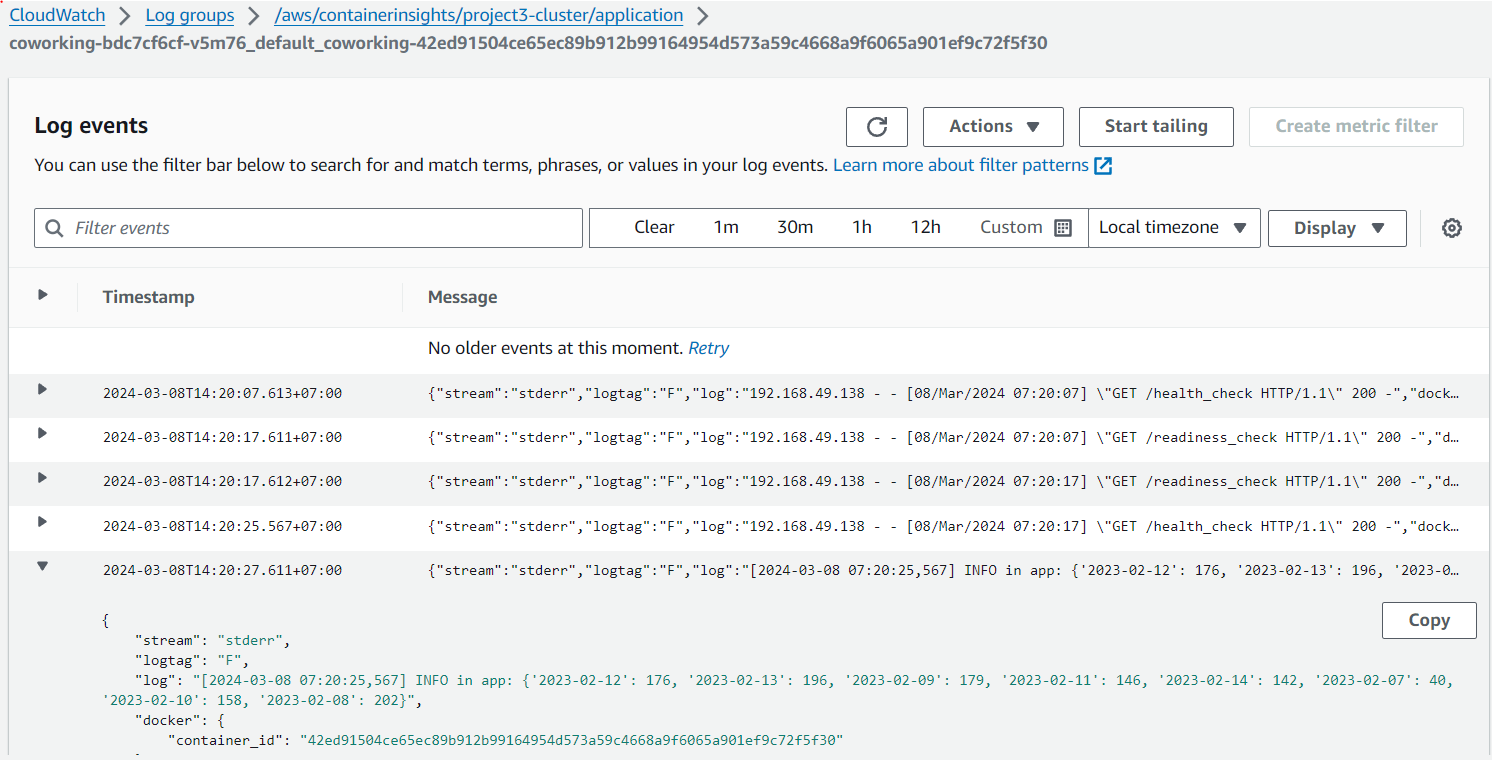 CloudWatch > Log groups > /aws/containerinsights/project3-cluster/application >
coworking-bdc7cf6cf-v5m76_default_coworking-42ed91504ce65ec89b912b99164954d573a59c4668a9f6065a901ef9c72f5f30
Log events
Actions
Start tailing
Create metric filter
You can use the filter bar below to search for and match terms, phrases, or values in your log events. Learn more about filter patterns
Filter events
Clear 1m 30m 1h 12h Custom Local timezone Display
Timestamp Message
No older events at this moment. Retry
2024-03-08T14:20:07.613+07:00 {"stream":"stderr","logtag":"F","log":"192.168.49.138 - - [08/Mar/2024 07:20:07] \"GET /health_check HTTP/1.1\" 200 -","dock…
2024-03-08T14:20:17.611+07:00 {"stream":"stderr","logtag":"F","log":"192.168.49.138 - - [08/Mar/2024 07:20:07] \"GET /readiness_check HTTP/1.1\" 200 -","d…
2024-03-08T14:20:17.612+07:00 {"stream":"stderr","logtag":"F","log":"192.168.49.138 - - [08/Mar/2024 07:20:17] \"GET /readiness_check HTTP/1.1\" 200 -","d…
2024-03-08T14:20:25.567+07:00 {"stream":"stderr","logtag":"F","log":"192.168.49.138 - - [08/Mar/2024 07:20:17] \"GET /health_check HTTP/1.1\" 200 -","dock…
2024-03-08T14:20:27.611+07:00 {"stream":"stderr","logtag":"F","log":"[2024-03-08 07:20:25,567] INFO in app: {'2023-02-12': 176, '2023-02-13': 196, '2023-0…
Copy
{
"stream": "stderr",
"logtag": "F",
"log": "[2024-03-08 07:20:25,567] INFO in app: {'2023-02-12': 176, '2023-02-13': 196, '2023-02-09': 179, '2023-02-11': 146, '2023-02-14': 142, '2023-02-07': 40,
'2023-02-10': 158, '2023-02-08': 202}",
"docker": {
"container_id": "42ed91504ce65ec89b912b99164954d573a59c4668a9f6065a901ef9c72f5f30"